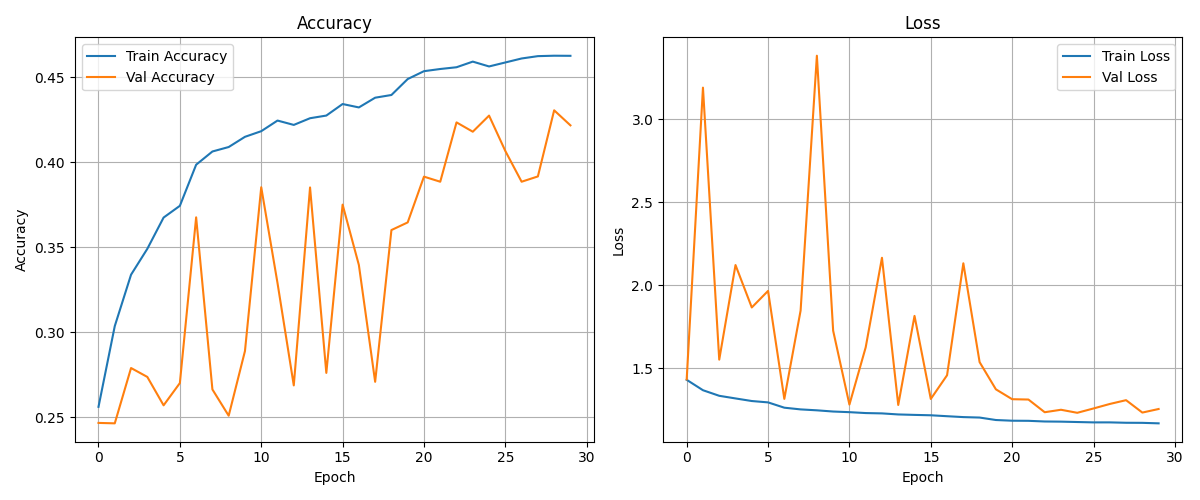 Accuracy
Train Accuracy
Val Accuracy
Accuracy
0.45
0.40
0.35
0.30
0.25
0 5 10 15 20 25 30
Epoch
Loss
Train Loss
Val Loss
Loss
3.0
2.5
2.0
1.5
0 5 10 15 20 25 30
Epoch